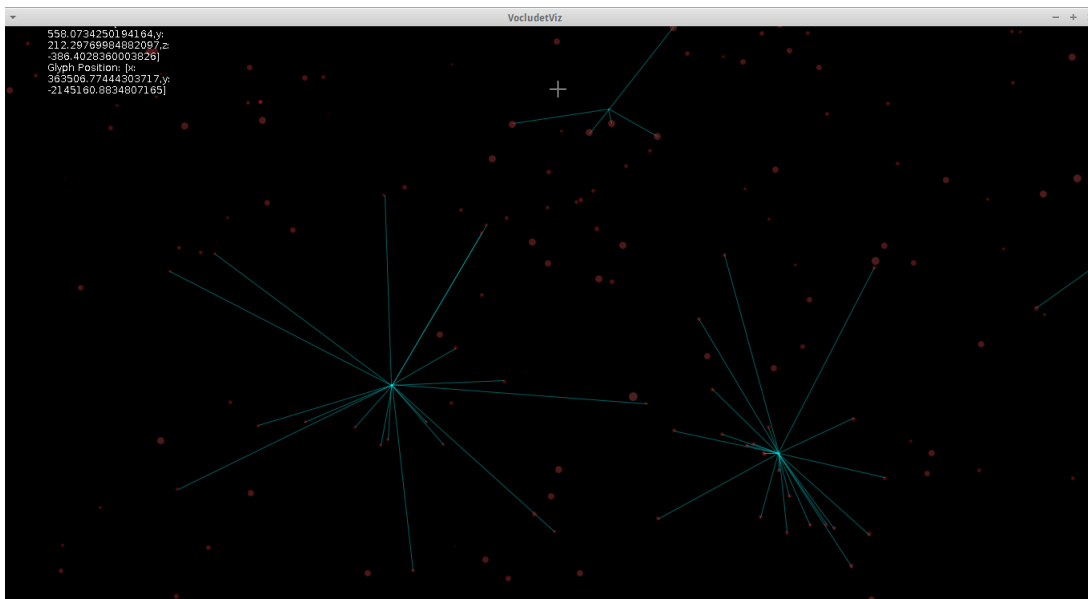 VocludetViz
558.0734250194164,y:
212.29769984882097,z:
-386.4028360003826]
Glyph Position: [x:
363506.77444303717,y:
-2145160.8834807165]